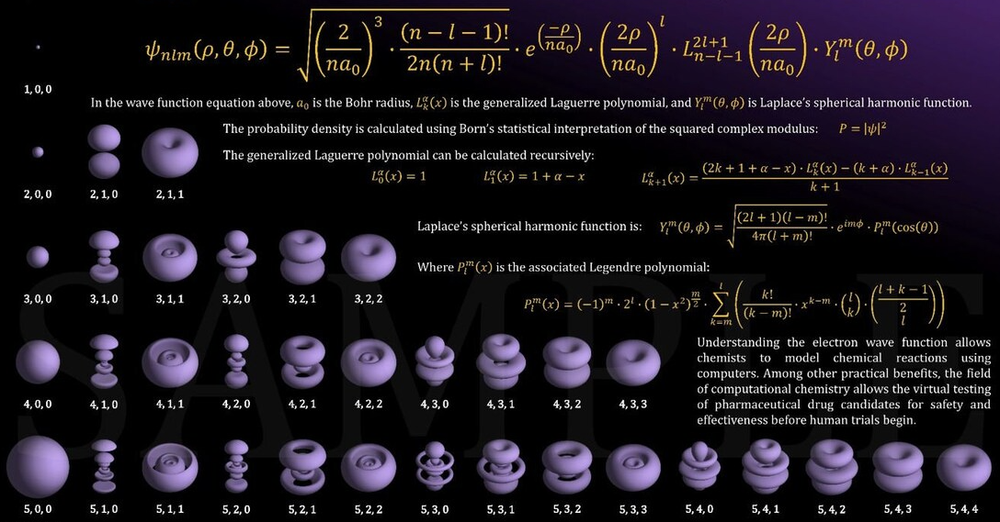 ψₙₗₘ(ρ, θ, ϕ) = √((2/(na₀))³ · (n − l − 1)!/(2n(n + l)!)) · e^(−ρ/(na₀)) · (2ρ/(na₀))^l · L_{n−l−1}^{2l+1}(2ρ/(na₀)) · Y_l^m(θ, ϕ)
1, 0, 0
In the wave function equation above, a₀ is the Bohr radius, L_k^α(x) is the generalized Laguerre polynomial, and Y_l^m(θ, ϕ) is Laplace's spherical harmonic function.
The probability density is calculated using Born's statistical interpretation of the squared complex modulus: P = |ψ|²
The generalized Laguerre polynomial can be calculated recursively:
L_0^α(x) = 1 L_1^α(x) = 1 + α − x L_{k+1}^α(x) = ((2k + 1 + α − x) · L_k^α(x) − (k + α) · L_{k−1}^α(x))/(k + 1)
2, 0, 0 2, 1, 0 2, 1, 1
Laplace's spherical harmonic function is: Y_l^m(θ, ϕ) = √((2l + 1)(l − m)!/(4π(l + m)!)) · e^{imϕ} · P_l^m(cos(θ))
Where P_l^m(x) is the associated Legendre polynomial:
3, 0, 0 3, 1, 0 3, 1, 1 3, 2, 0 3, 2, 1 3, 2, 2
P_l^m(x) = (−1)^m · 2^l · (1 − x²)^{m/2} · ∑_{k=m}^{l} (k!/(k − m)! · x^{k−m} · (l k) · ((l + k − 1)/2 l))
Understanding the electron wave function allows
chemists to model chemical reactions using
computers. Among other practical benefits, the field
of computational chemistry allows the virtual testing
of pharmaceutical drug candidates for safety and
effectiveness before human trials begin.
4, 0, 0 4, 1, 0 4, 1, 1 4, 2, 0 4, 2, 1 4, 2, 2 4, 3, 0 4, 3, 1 4, 3, 2 4, 3, 3
SAMPLE
5, 0, 0 5, 1, 0 5, 1, 1 5, 2, 0 5, 2, 1 5, 2, 2 5, 3, 0 5, 3, 1 5, 3, 2 5, 3, 3 5, 4, 0 5, 4, 1 5, 4, 2 5, 4, 3 5, 4, 4